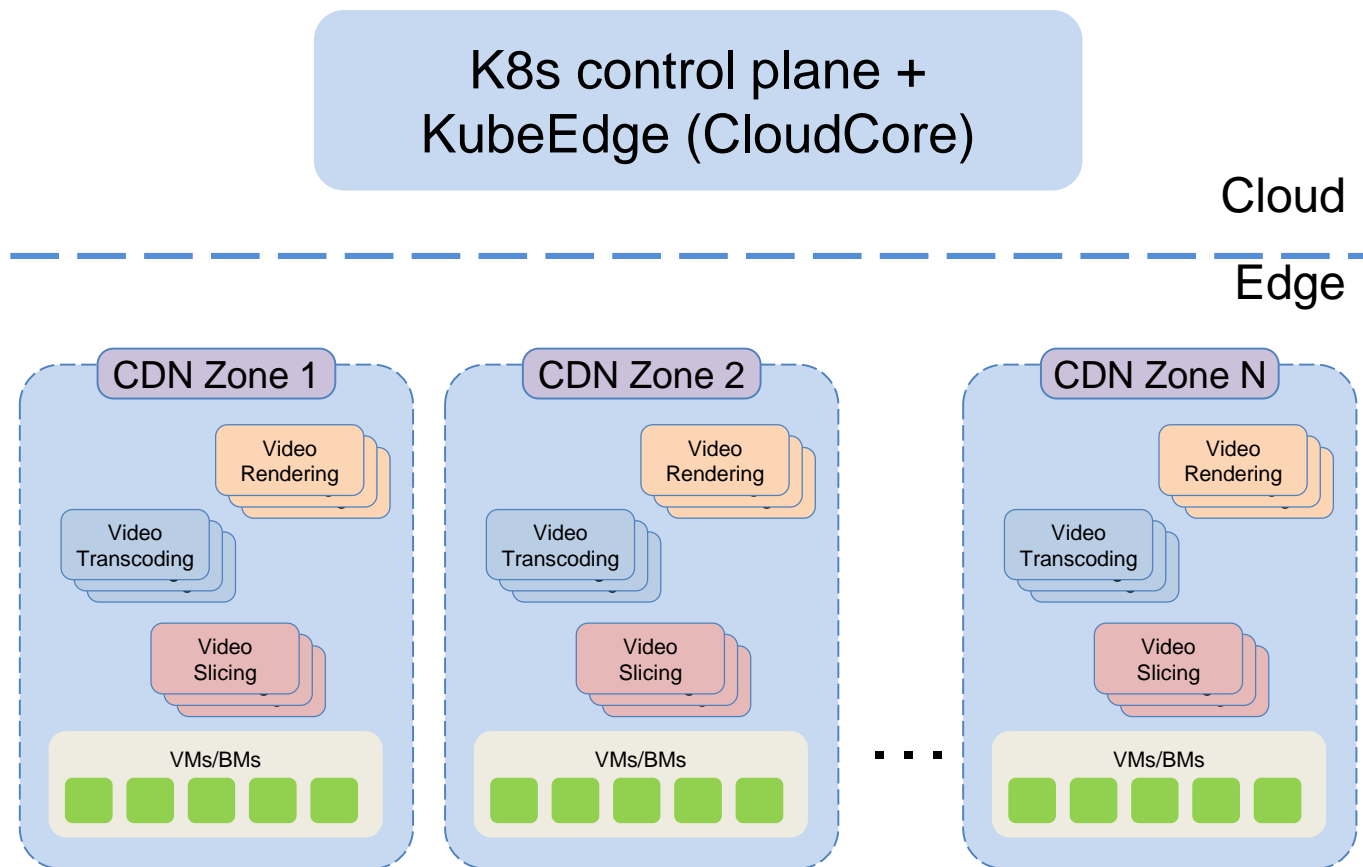 K8s control plane +
KubeEdge (CloudCore)
Cloud
Edge
CDN Zone 1
Video
Rendering
Video
Transcoding
Video
Slicing
VMs/BMs
CDN Zone 2
Video
Rendering
Video
Transcoding
Video
Slicing
VMs/BMs
...
CDN Zone N
Video
Rendering
Video
Transcoding
Video
Slicing
VMs/BMs